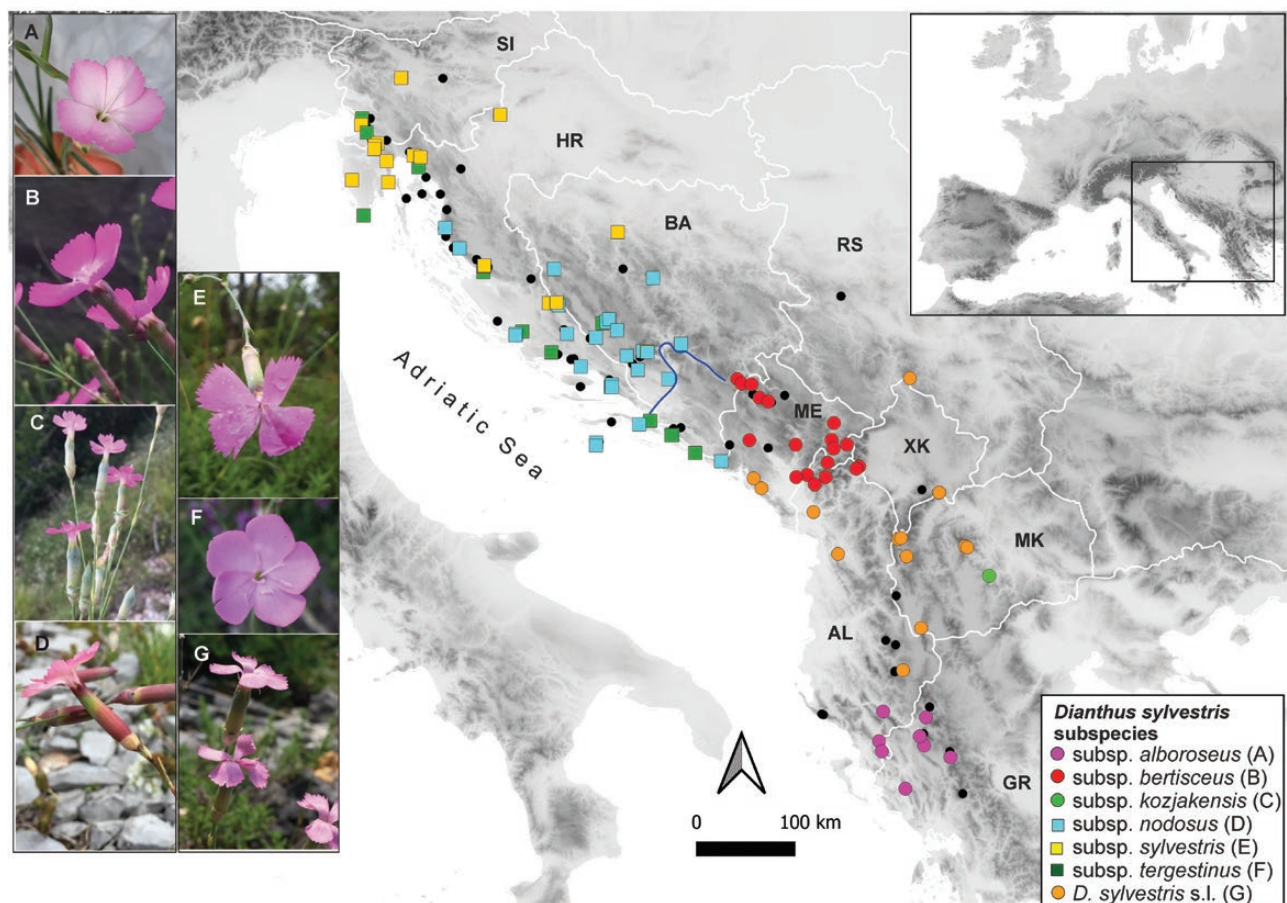 A
B
C
D
E
F
G
SI
HR
BA
RS
ME
XK
MK
AL
GR
Adriatic Sea
0 100 km
Dianthus sylvestris
subspecies
subsp. alboroseus (A)
subsp. bertisceus (B)
subsp. kozjakensis (C)
subsp. nodosus (D)
subsp. sylvestris (E)
subsp. tergestinus (F)
D. sylvestris s.l. (G)